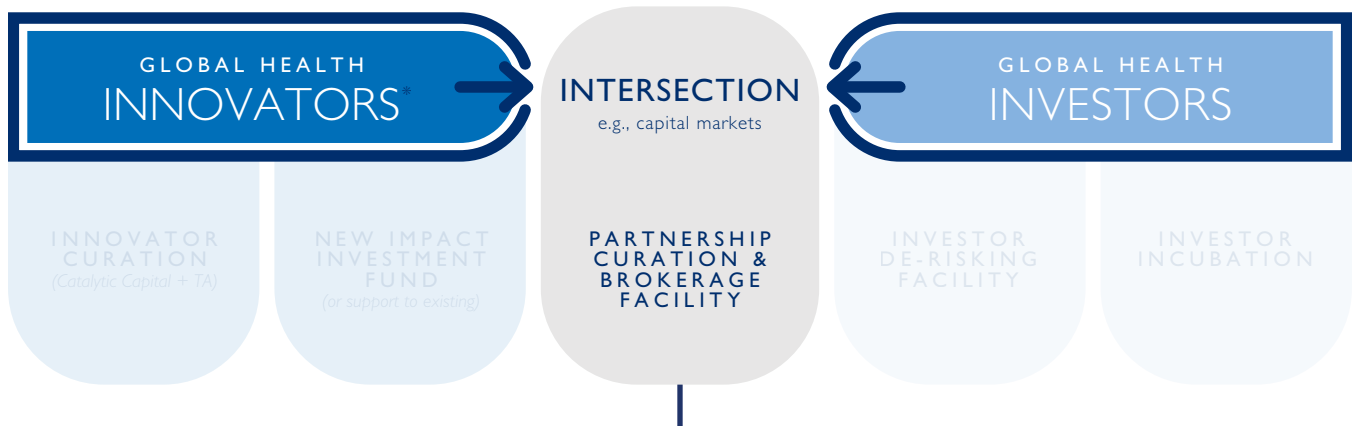 GLOBAL HEALTH
INNOVATORS*
INTERSECTION
e.g., capital markets
GLOBAL HEALTH
INVESTORS
INNOVATOR
CURATION
(Catalytic Capital + TA)
NEW IMPACT
INVESTMENT
FUND
(or support to existing)
PARTNERSHIP
CURATION &
BROKERAGE
FACILITY
INVESTOR
DE-RISKING
FACILITY
INVESTOR
INCUBATION